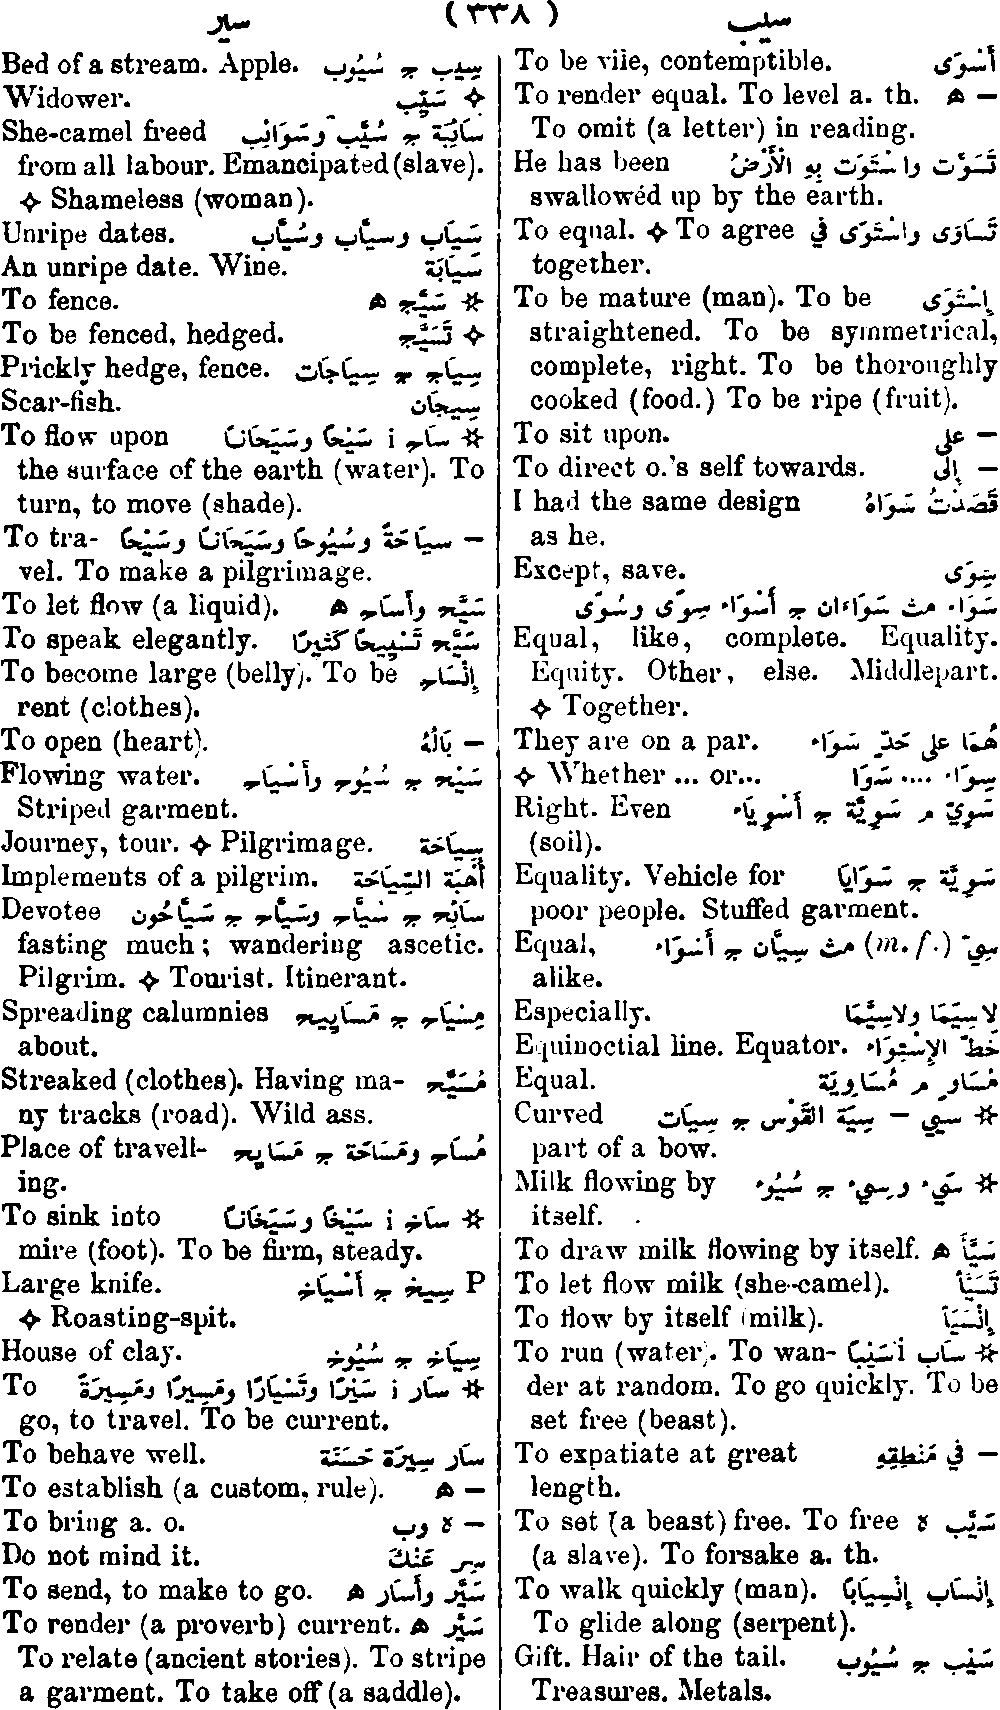 سيب ( ٣٣٨ ) سير
To be vile, contemptible. أَسْوَى
To render equal. To level a. th. ه —
To omit (a letter) in reading.
He has been تَسَوَّت واسْتَوَت بِهِ الْأَرْضُ
swallowed up by the earth.
To equal. ✧ To agree تَسَاوَى واسْتَوَى في
together.
To be mature (man). To be إِسْتَوَى
straightened. To be symmetrical,
complete, right. To be thoroughly
cooked (food.) To be ripe (fruit).
To sit upon. — على
To direct o.'s self towards. — إِلى
I had the same design قَصَدْتُ سَوَاهُ
as he.
Except, save. سِوَى
سَوَاء مث سَوَاءَان ج أَسْوَاء سِوًى وسُوًى
Equal, like, complete. Equality.
Equity. Other, else. Middlepart.
✧ Together.
They are on a par. هُمَا عَلى حَدّ سَوَاء
✧ Whether ... or... سِوَاء .... سَوَا
Right. Even سَوِيّ م سَوِيَّة ج أَسْوِيَاء
(soil).
Equality. Vehicle for سَوِيَّة ج سَوَايَا
poor people. Stuffed garment.
Equal, سِيّ (m. f.) مث سِيَّان ج أَسْوَاء
alike.
Especially. لاسِيَّمَا ولاسِيَّمَا
Equinoctial line. Equator. خَطّ الإِسْتِوَاء
Equal. مُسَاوٍ م مُسَاوِيَة
Curved ☆ سَيي — سِيَة القَوْس ج سِيَات
part of a bow.
Milk flowing by ☆ سَيء وسِيء ج سُيُوء
itself.
To draw milk flowing by itself. سَيَّأَ ه
To let flow milk (she-camel). تَسَيَّأَ
To flow by itself (milk). إِنْسَيَأَ
To run (water). To wan- ☆ سَاب i سَيْبًا
der at random. To go quickly. To be
set free (beast).
To expatiate at great — في مَنْطِقِهِ
length.
To set (a beast) free. To free سَيَّب ه
(a slave). To forsake a. th.
To walk quickly (man). إِنْسَاب إِنْسِيَابًا
To glide along (serpent).
Gift. Hair of the tail. سَيْب ج سُيُوب
Treasures. Metals.
Bed of a stream. Apple. سِيب ج سُيُوب
Widower. ✧ سَيِّب
She-camel freed سَائِبَة ج سُيَّب وسَوَائِب
from all labour. Emancipated (slave).
✧ Shameless (woman).
Unripe dates. سَيَاب وسيَّاب وسُيَّاب
An unripe date. Wine. سَيَابَة
To fence. ☆ سَيَّج ه
To be fenced, hedged. ✧ تَسَيَّج
Prickly hedge, fence. سِيَاج ج سِيَاجَات
Scar-fish. سِيجَان
To flow upon ☆ سَاح i سَيْحًا وسَيَحَانًا
the surface of the earth (water). To
turn, to move (shade).
To tra- — سِيَاحَةً وسُيُوحًا وسَيَحَانًا وسَيْحًا
vel. To make a pilgrimage.
To let flow (a liquid). سَيَّح وأَسَاح ه
To speak elegantly. سَيَّح تَسْيِيحًا كَثِيرًا
To become large (belly). To be إِنْسَاح
rent (clothes).
To open (heart). — بَالُهُ
Flowing water. سَيْح ج سُيُوح وأَسْيَاح
Striped garment.
Journey, tour. ✧ Pilgrimage. سِيَاحَة
Implements of a pilgrim. أُهْبَة السِّيَاحَة
Devotee سَائِح ج سُيَّاح وسَيَّاح ج سَيَّاحُون
fasting much; wandering ascetic.
Pilgrim. ✧ Tourist. Itinerant.
Spreading calumnies مِسْيَاح ج مَسَايِيح
about.
Streaked (clothes). Having ma- مُسَيَّح
ny tracks (road). Wild ass.
Place of travell- مُسَاح ومَسَاحَة ج مَسَايِح
ing.
To sink into ☆ سَاخ i سَيْخًا وسَيَخَانًا
mire (foot). To be firm, steady.
Large knife. P سِيخ ج أَسْيَاخ
✧ Roasting-spit.
House of clay. سِيَاخ ج سُيُوخ
To ☆ سَار i سَيْرًا وتَسْيَارًا ومَسِيرًا ومَسِيرَةً
go, to travel. To be current.
To behave well. سَار سِيرَة حَسَنَة
To establish (a custom, rule). — ه
To bring a. o. — ه وب
Do not mind it. سِر عَنْكَ
To send, to make to go. سَيَّر وأَسَار ه
To render (a proverb) current. سَيَّر ه
To relate (ancient stories). To stripe
a garment. To take off (a saddle).